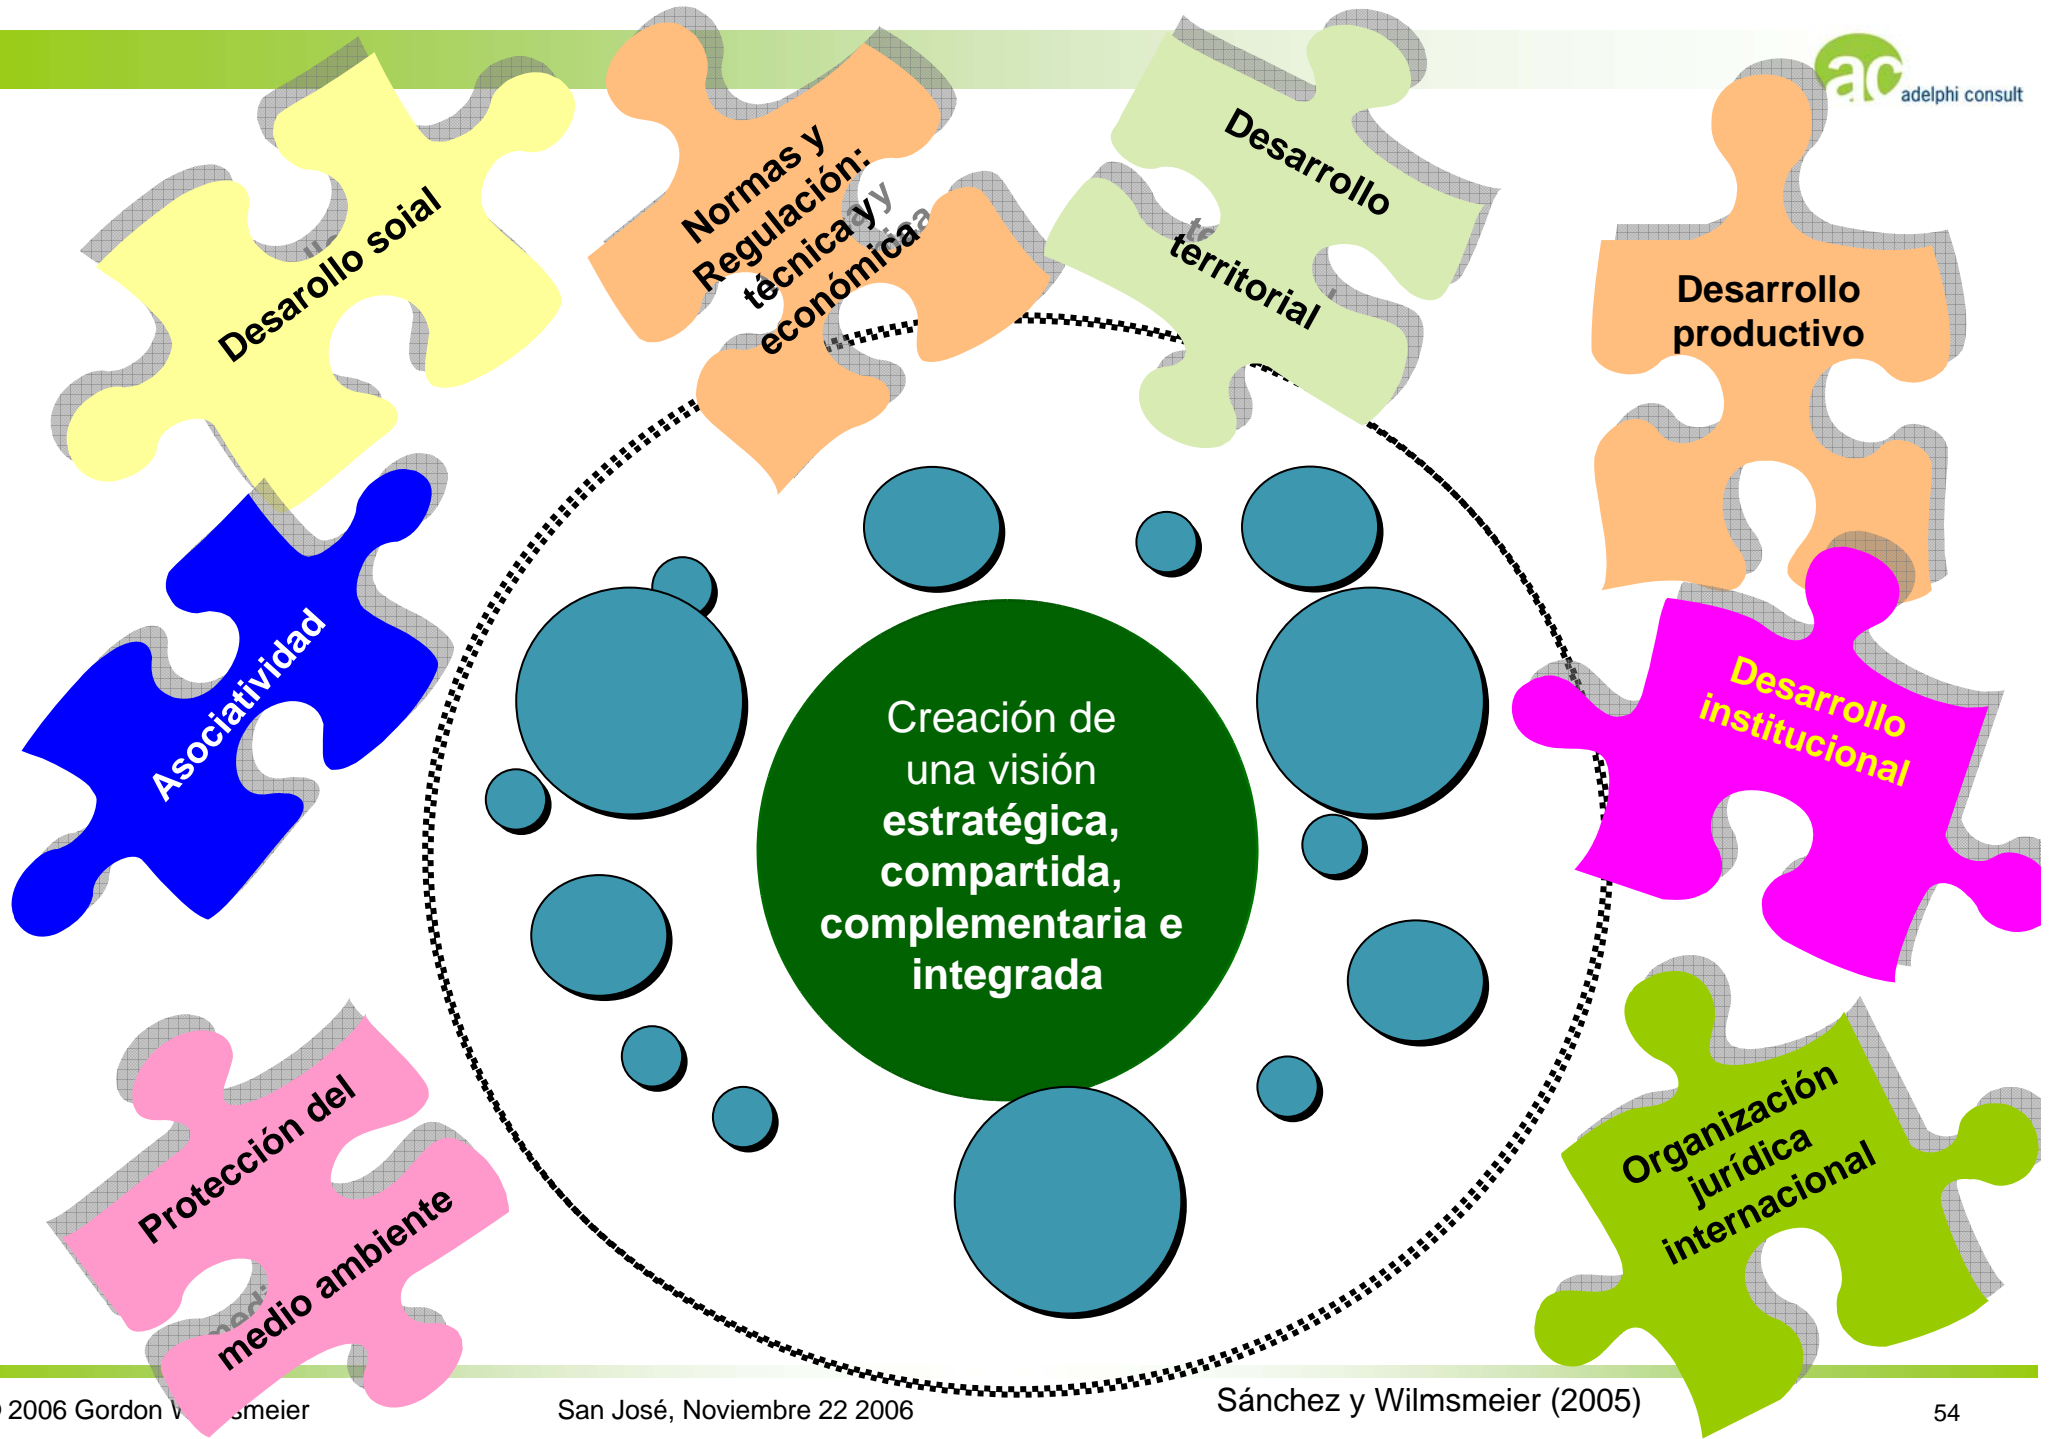 ac adelphi consult
Desarollo soial
Normas y
Regulación:
técnica y
económica
Desarrollo
territorial
Desarrollo
productivo
Asociatividad
Desarrollo
institucional
Creación de
una visión
estratégica,
compartida,
complementaria e
integrada
Protección del
medio ambiente
Organización
jurídica
internacional
2006 Gordon
San José, Noviembre 22 2006
Sánchez y Wilmsmeier (2005)
54